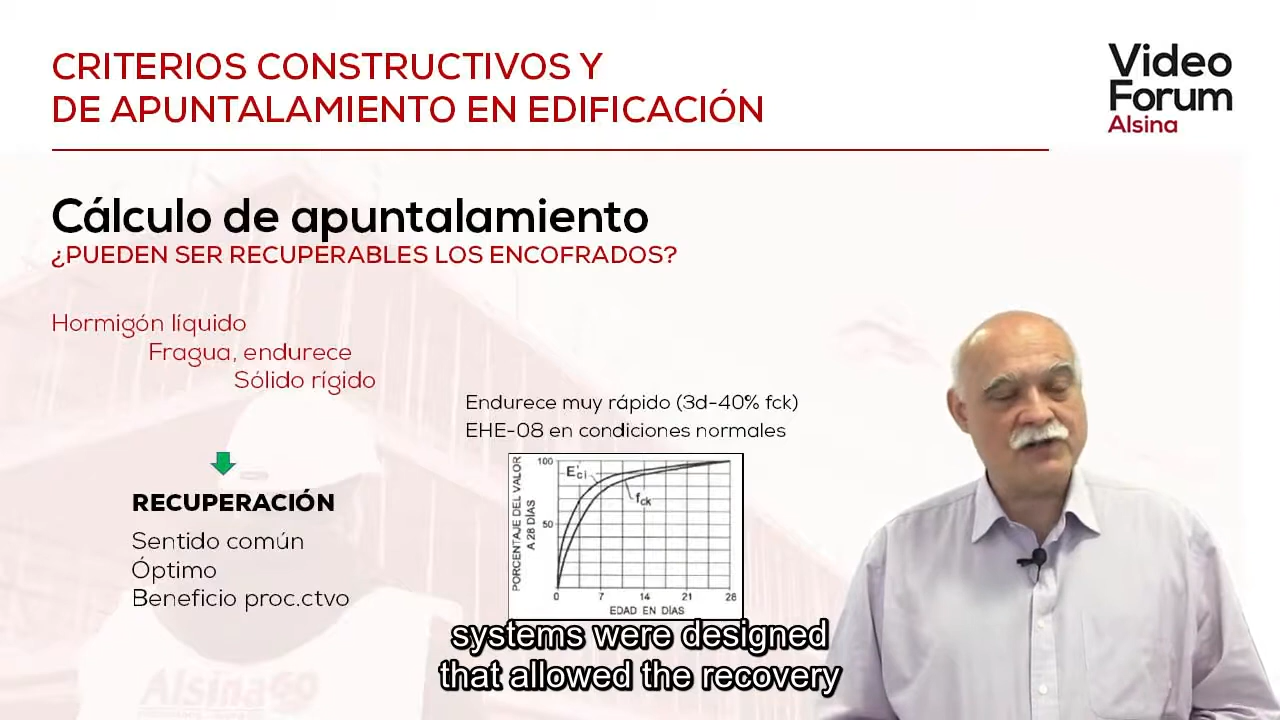 CRITERIOS CONSTRUCTIVOS Y
DE APUNTALAMIENTO EN EDIFICACIÓN
Video
Forum
Alsina
Cálculo de apuntalamiento
¿PUEDEN SER RECUPERABLES LOS ENCOFRADOS?
Hormigón líquido
Fragua, endurece
Sólido rígido
RECUPERACIÓN
Sentido común
Óptimo
Beneficio proc.ctvo
Endurece muy rápido (3d-40% fck)
EHE-08 en condiciones normales
PORCENTAJE DEL VALOR
A 28 DÍAS
100
50
E'ci
fck
0 7 14 21 28
EDAD EN DÍAS
Alsina
systems were designed
that allowed the recovery